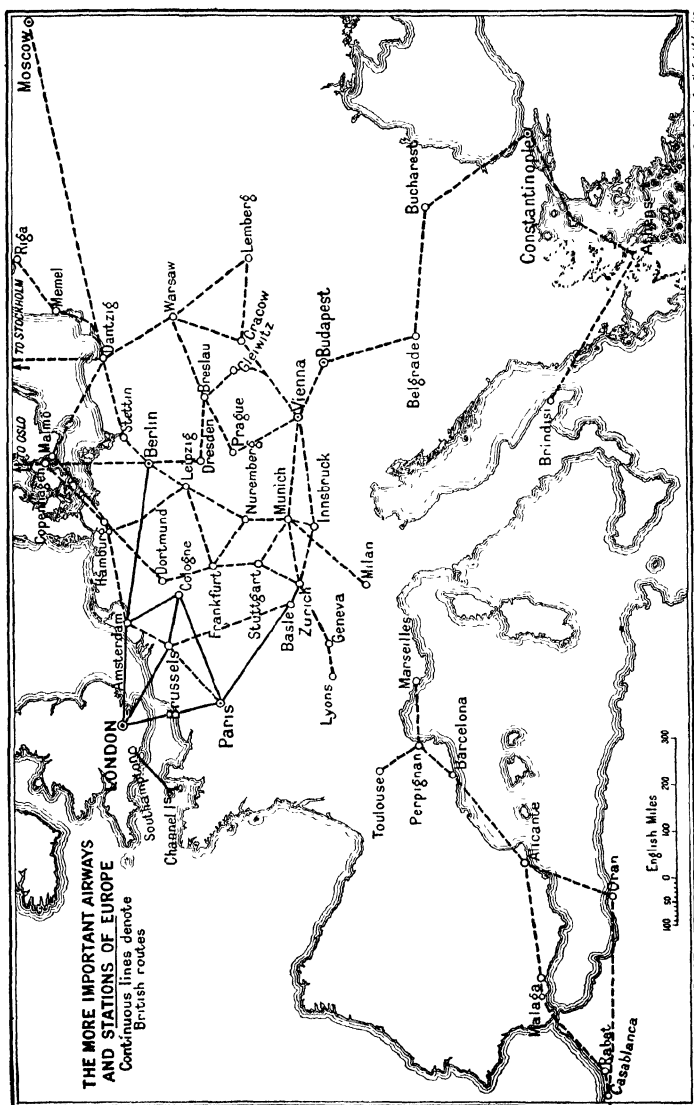 THE MORE IMPORTANT AIRWAYS
AND STATIONS OF EUROPE
Continuous lines denote
British routes
TO OSLO
TO STOCKHOLM
Riga
Moscow
Memel
Copenhagen
Malmo
Dantzig
Hamburg
Stettin
Berlin
Amsterdam
LONDON
Southampton
Channel Is
Dortmund
Cologne
Brussels
Leipzig
Dresden
Breslau
Warsaw
Lemberg
Cracow
Gleiwitz
Prague
Paris
Frankfurt
Nuremberg
Stuttgart
Munich
Vienna
Budapest
Basle
Zurich
Innsbruck
Lyons
Geneva
Milan
Belgrade
Bucharest
Toulouse
Perpignan
Marseilles
Barcelona
Constantinople
Brindisi
Athens
Alicante
Malaga
Oran
Rabat
Casablanca
English Miles
100 50 0 100 200 300